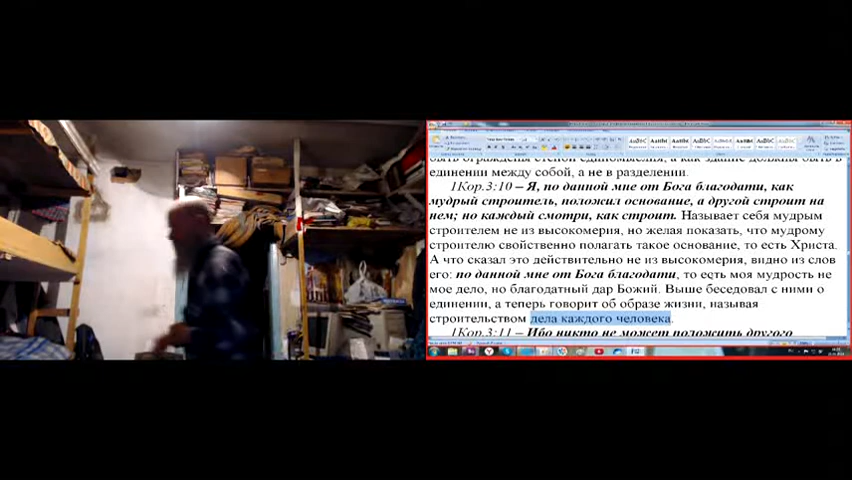 единении между собой, а не в разделении.
1Кор.3:10 – Я, по данной мне от Бога благодати, как
мудрый строитель, положил основание, а другой строит на
нем; но каждый смотри, как строит. Называет себя мудрым
строителем не из высокомерия, но желая показать, что мудрому
строителю свойственно полагать такое основание, то есть Христа.
А что сказал это действительно не из высокомерия, видно из слов
его: по данной мне от Бога благодати, то есть моя мудрость не
мое дело, но благодатный дар Божий. Выше беседовал с ними о
единении, а теперь говорит об образе жизни, называя
строительством дела каждого человека.
1Кор.3:11 – Ибо никто не может положить другого